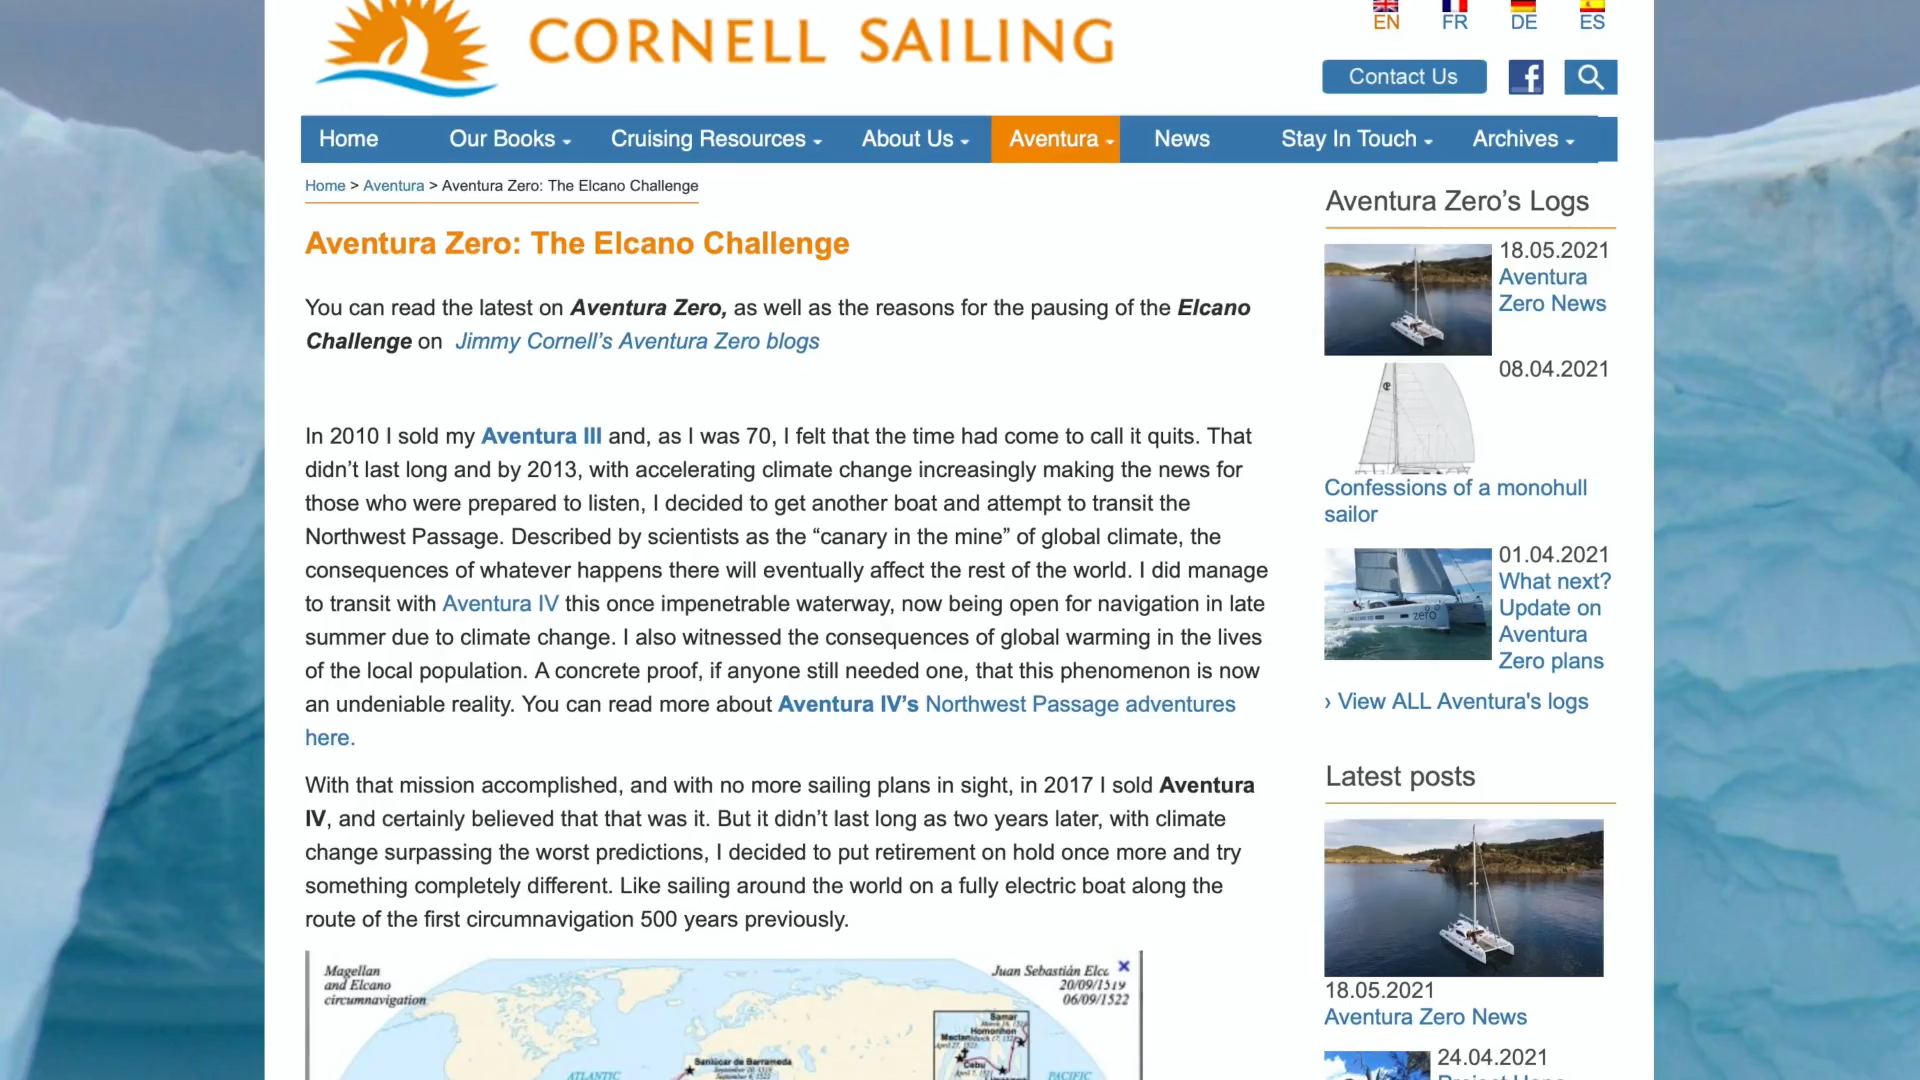 CORNELL SAILING
EN FR DE ES
Contact Us
Home Our Books Cruising Resources About Us Aventura News Stay In Touch Archives
Home > Aventura > Aventura Zero: The Elcano Challenge
Aventura Zero: The Elcano Challenge
You can read the latest on Aventura Zero, as well as the reasons for the pausing of the Elcano
Challenge on Jimmy Cornell’s Aventura Zero blogs
In 2010 I sold my Aventura III and, as I was 70, I felt that the time had come to call it quits. That
didn’t last long and by 2013, with accelerating climate change increasingly making the news for
those who were prepared to listen, I decided to get another boat and attempt to transit the
Northwest Passage. Described by scientists as the “canary in the mine” of global climate, the
consequences of whatever happens there will eventually affect the rest of the world. I did manage
to transit with Aventura IV this once impenetrable waterway, now being open for navigation in late
summer due to climate change. I also witnessed the consequences of global warming in the lives
of the local population. A concrete proof, if anyone still needed one, that this phenomenon is now
an undeniable reality. You can read more about Aventura IV’s Northwest Passage adventures
here.
With that mission accomplished, and with no more sailing plans in sight, in 2017 I sold Aventura
IV, and certainly believed that that was it. But it didn’t last long as two years later, with climate
change surpassing the worst predictions, I decided to put retirement on hold once more and try
something completely different. Like sailing around the world on a fully electric boat along the
route of the first circumnavigation 500 years previously.
Magellan
and Elcano
circumnavigation
Juan Sebastián Elc
20/09/1519
06/09/1522
Samar
Homonhon
Mactan
Cebu
Sanlúcar de Barrameda
September 20, 1519
September 6, 1522
ATLANTIC
PACIFIC
Aventura Zero’s Logs
18.05.2021
Aventura
Zero News
08.04.2021
Confessions of a monohull
sailor
zero
01.04.2021
What next?
Update on
Aventura
Zero plans
› View ALL Aventura's logs
Latest posts
18.05.2021
Aventura Zero News
24.04.2021